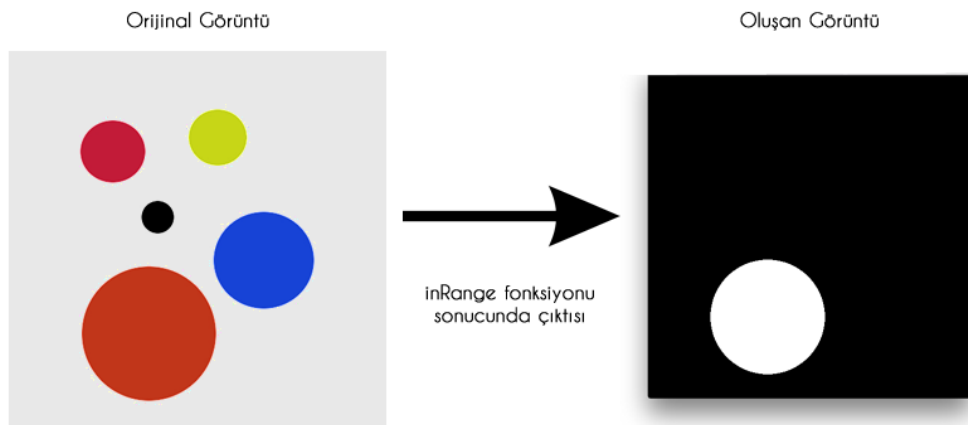 Orijinal Görüntü
Oluşan Görüntü
inRange fonksiyonu
sonucunda çıktısı